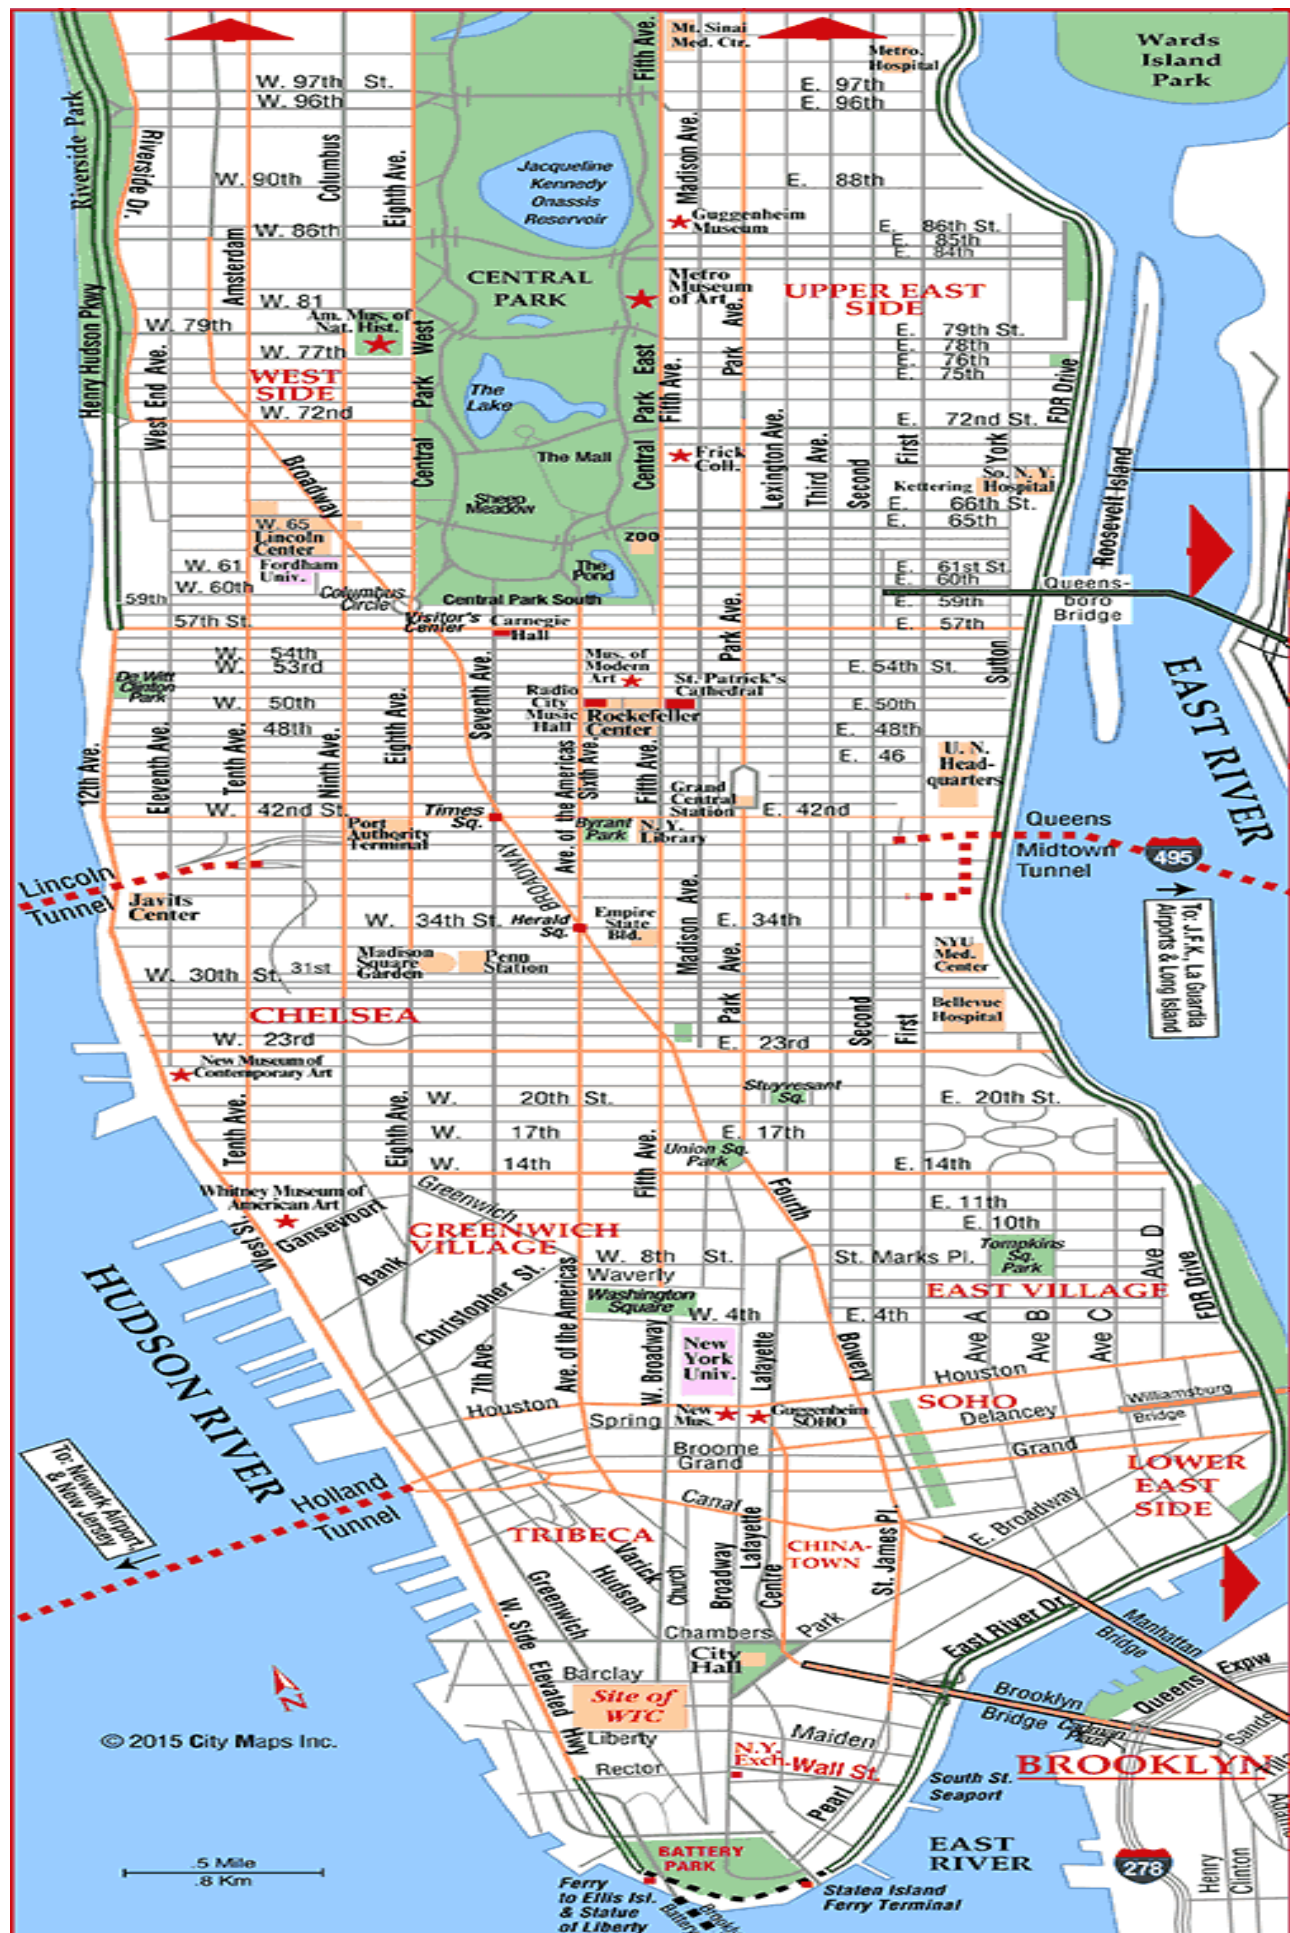 Fifth Ave.
Mt. Sinai
Med. Ctr.
Metro.
Hospital
Wards
Island
Park
W. 97th St.
W. 96th
E. 97th
E. 96th
Riverside Park
Riverside Dr.
Columbus
Eighth Ave.
Madison Ave.
Jacqueline
Kennedy
Onassis
Reservoir
W. 90th
E. 88th
Guggenheim
Museum
W. 86th
E. 86th St.
E. 85th
E. 84th
Amsterdam
CENTRAL
PARK
Metro
Museum
of Art
UPPER EAST
SIDE
Henry Hudson Pkwy
W. 81
Am. Mus. of
Nat. Hist.
W. 79th
W. 77th
E. 79th St.
E. 78th
E. 76th
E. 75th
Park Ave.
West End Ave.
WEST
SIDE
W. 72nd
The
Lake
Central Park West
Central Park East
Fifth Ave.
FDR Drive
E. 72nd St.
Broadway
The Mall
Frick
Coll.
Lexington Ave.
Third Ave.
Second
First
York
Kettering
So. N. Y.
Hospital
Sheep
Meadow
E. 66th St.
E. 65th
Roosevelt Island
W. 65
Lincoln
Center
ZOO
W. 61
Fordham
Univ.
The
Pond
E. 61st St.
E. 60th
W. 60th
Columbus
Circle
59th
Central Park South
E. 59th
Queens-
boro
Bridge
57th St.
Visitor's
Center
Carnegie
Hall
E. 57th
Park Ave.
W. 54th
W. 53rd
Mus. of
Modern
Art
E. 54th St.
Sutton
EAST RIVER
De Witt
Clinton
Park
St. Patrick's
Cathedral
Radio
City
Music
Hall
Rockefeller
Center
W. 50th
48th
E. 50th
E. 48th
E. 46
U. N.
Head-
quarters
12th Ave.
Eleventh Ave.
Tenth Ave.
Ninth Ave.
Eighth Ave.
Seventh Ave.
Ave. of the Americas
Sixth Ave.
Fifth Ave.
Grand
Central
Station
W. 42nd St.
Times
Sq.
E. 42nd
Port
Authority
Terminal
Byrant
Park
N. Y.
Library
Queens
Midtown
Tunnel
495
Lincoln
Tunnel
BROADWAY
Javits
Center
W. 34th St.
Herald
Sq.
Empire
State
Bld.
Madison Ave.
E. 34th
To: J.F.K., La Guardia
Airports & Long Island
Madison
Square
Garden
Penn
Station
NYU
Med.
Center
W. 30th St.
31st
Park Ave.
Second
First
Bellevue
Hospital
CHELSEA
W. 23rd
E. 23rd
New Museum of
Contemporary Art
Stuyvesant
Sq.
Tenth Ave.
Eighth Ave.
W. 20th St.
E. 20th St.
W. 17th
E. 17th
Fifth Ave.
Union Sq.
Park
W. 14th
E. 14th
Whitney Museum of
American Art
Greenwich
Fourth
E. 11th
E. 10th
West St.
Gansevoort
GREENWICH
VILLAGE
W. 8th St.
St. Marks Pl.
Tompkins
Sq.
Park
Ave D
FDR Drive
Bank
Christopher St.
Waverly
Washington
Square
EAST VILLAGE
HUDSON RIVER
W. 4th
E. 4th
Ave A
Ave B
Ave C
7th Ave
Ave. of the Americas
W. Broadway
New
York
Univ.
Lafayette
Bowery
Houston
Houston
SOHO
Williamsburg
Bridge
Spring
New
Mus.
Guggenheim
SOHO
Delancey
Broome
Grand
Grand
LOWER
EAST
SIDE
To: Newark Airport,
& New Jersey
Holland
Tunnel
Canal
TRIBECA
Lafayette
CHINA-
TOWN
St. James Pl.
E. Broadway
Varick
Hudson
Greenwich
Church
Broadway
Centre
Park
W. Side Elevated Hwy
Chambers
East River Dr.
Manhattan
Bridge
City
Hall
Barclay
Site of
WTC
Brooklyn
Bridge
Cadman
Plaza
Queens Expw
Sands
N
© 2015 City Maps Inc.
Liberty
Maiden
N.Y.
Exch.
Wall St.
Rector
BROOKLYN
South St.
Seaport
Pearl
BATTERY
PARK
EAST
RIVER
278
Henry
Clinton
.5 Mile
.8 Km
Ferry
to Ellis Isl.
& Statue
of Liberty
Staten Island
Ferry Terminal